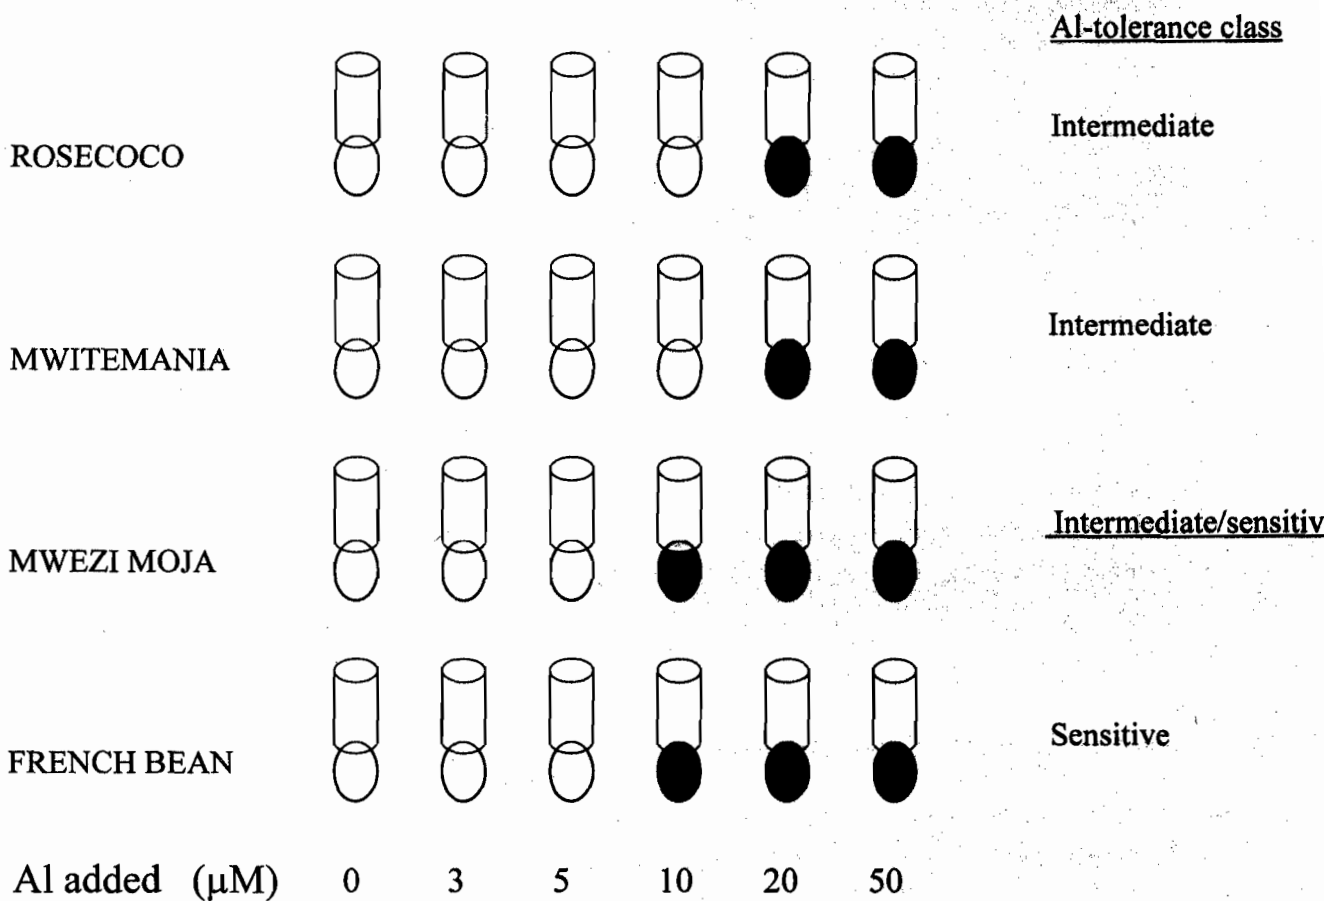 Al-tolerance class
ROSECOCO
Intermediate
MWITEMANIA
Intermediate
MWEZI MOJA
Intermediate/sensitiv
FRENCH BEAN
Sensitive
Al added (μM) 0 3 5 10 20 50